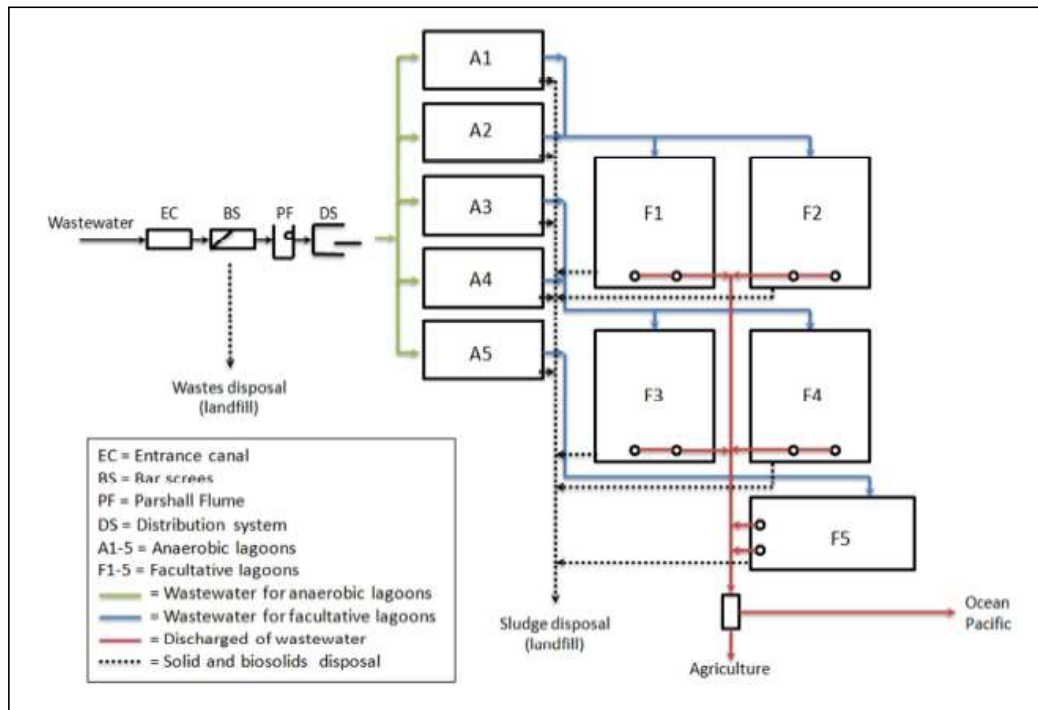 A1
A2
A3
A4
A5
F1
F2
F3
F4
F5
Wastewater
EC
BS
PF
DS
Wastes disposal
(landfill)
EC = Entrance canal
BS = Bar screes
PF = Parshall Flume
DS = Distribution system
A1-5 = Anaerobic lagoons
F1-5 = Facultative lagoons
= Wastewater for anaerobic lagoons
= Wastewater for facultative lagoons
= Discharged of wastewater
= Solid and biosolids disposal
Sludge disposal
(landfill)
Ocean
Pacific
Agriculture